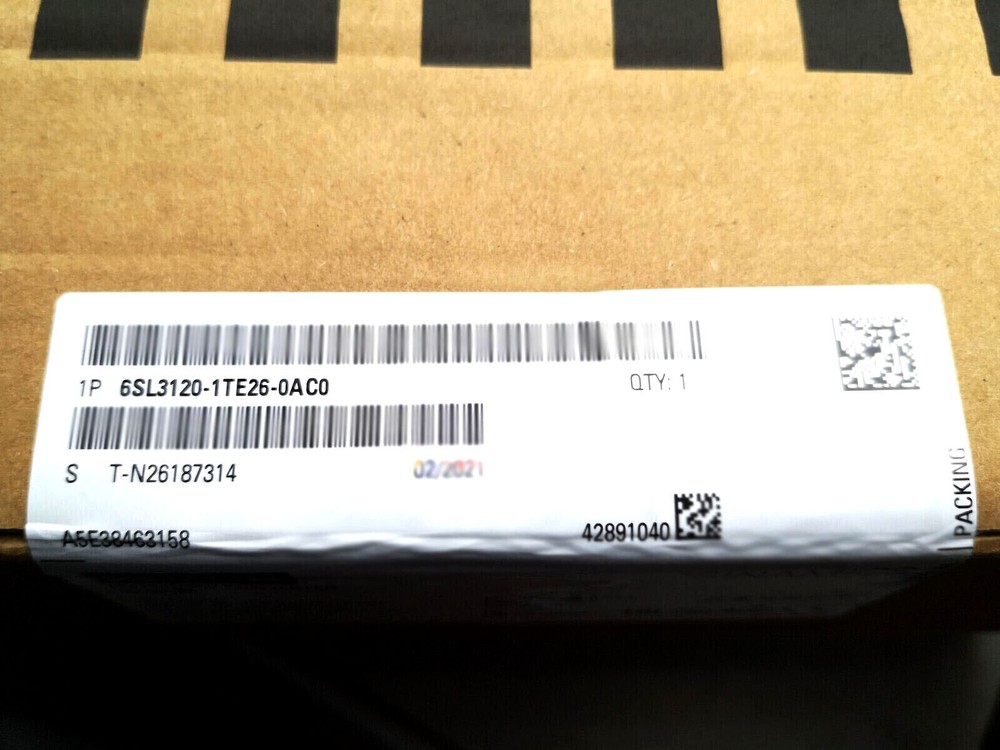 1P 6SL3120-1TE26-0AC0 QTY: 1
S T-N26187314 02/2021
A5E38463158 42891040
PACKING